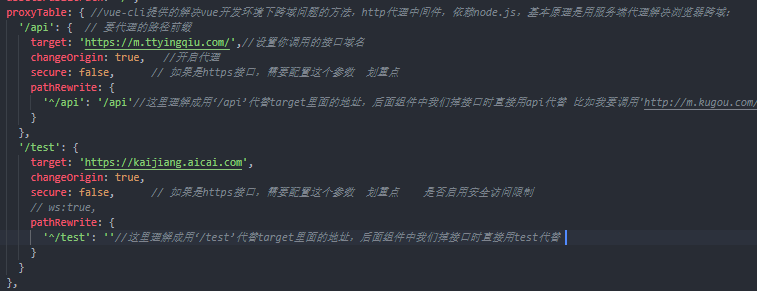 proxyTable: { //vue-cli提供的解决vue开发环境下跨域问题的方法，http代理中间件，依赖node.js，基本原理是用服务端代理解决浏览器跨域：
'/api': {  // 要代理的路径前缀
target: 'https://m.ttyingqiu.com/',//设置你调用的接口域名
changeOrigin: true,   //开启代理
secure: false,     // 如果是https接口，需要配置这个参数  划重点
pathRewrite: {
'^/api': '/api'//这里理解成用‘/api’代替target里面的地址，后面组件中我们掉接口时直接用api代替 比如我要调用'http://m.kugou.com/
}
},
'/test': {
target: 'https://kaijiang.aicai.com',
changeOrigin: true,
secure: false,     // 如果是https接口，需要配置这个参数  划重点   是否启用安全访问限制
// ws:true,
pathRewrite: {
'^/test': ''//这里理解成用‘/test’代替target里面的地址，后面组件中我们掉接口时直接用test代替
}
}
},